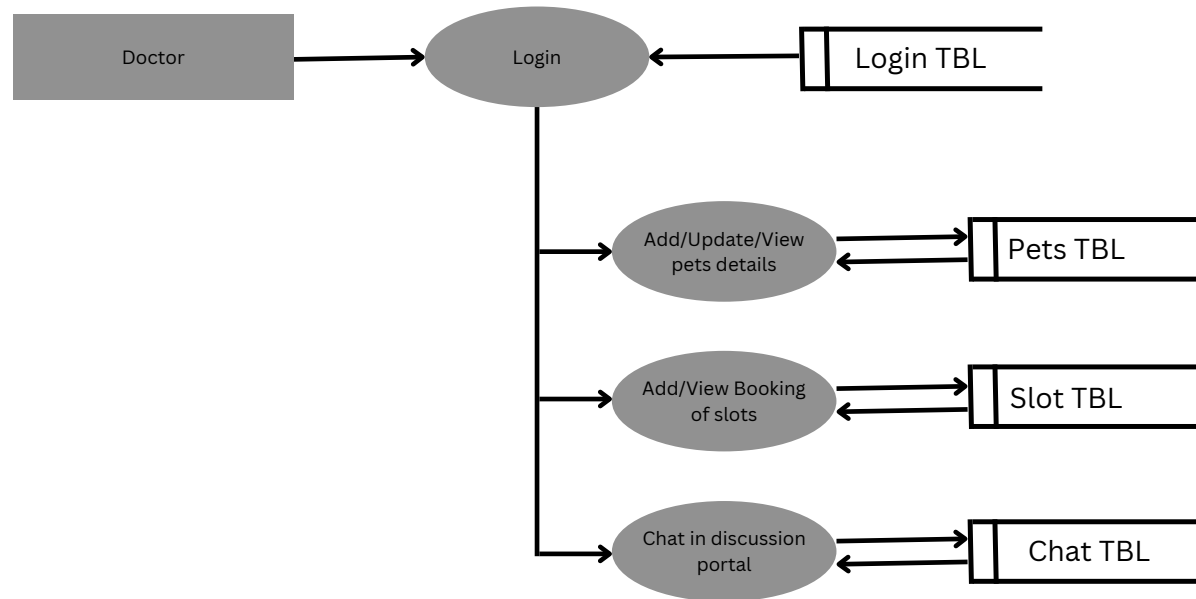 Doctor
Login
Login TBL
Add/Update/View
pets details
Pets TBL
Add/View Booking
of slots
Slot TBL
Chat in discussion
portal
Chat TBL